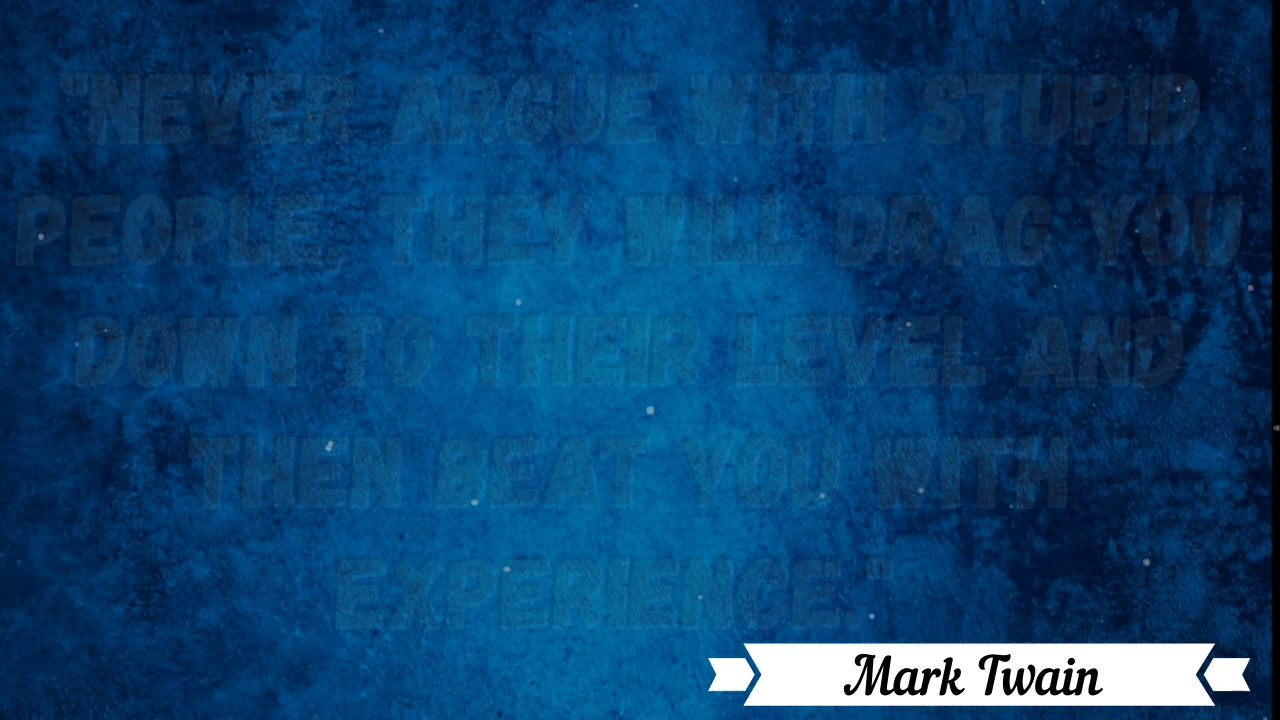 "NEVER ARGUE WITH STUPID
PEOPLE. THEY WILL DRAG YOU
DOWN TO THEIR LEVEL AND
THEN BEAT YOU WITH
EXPERIENCE."
Mark Twain